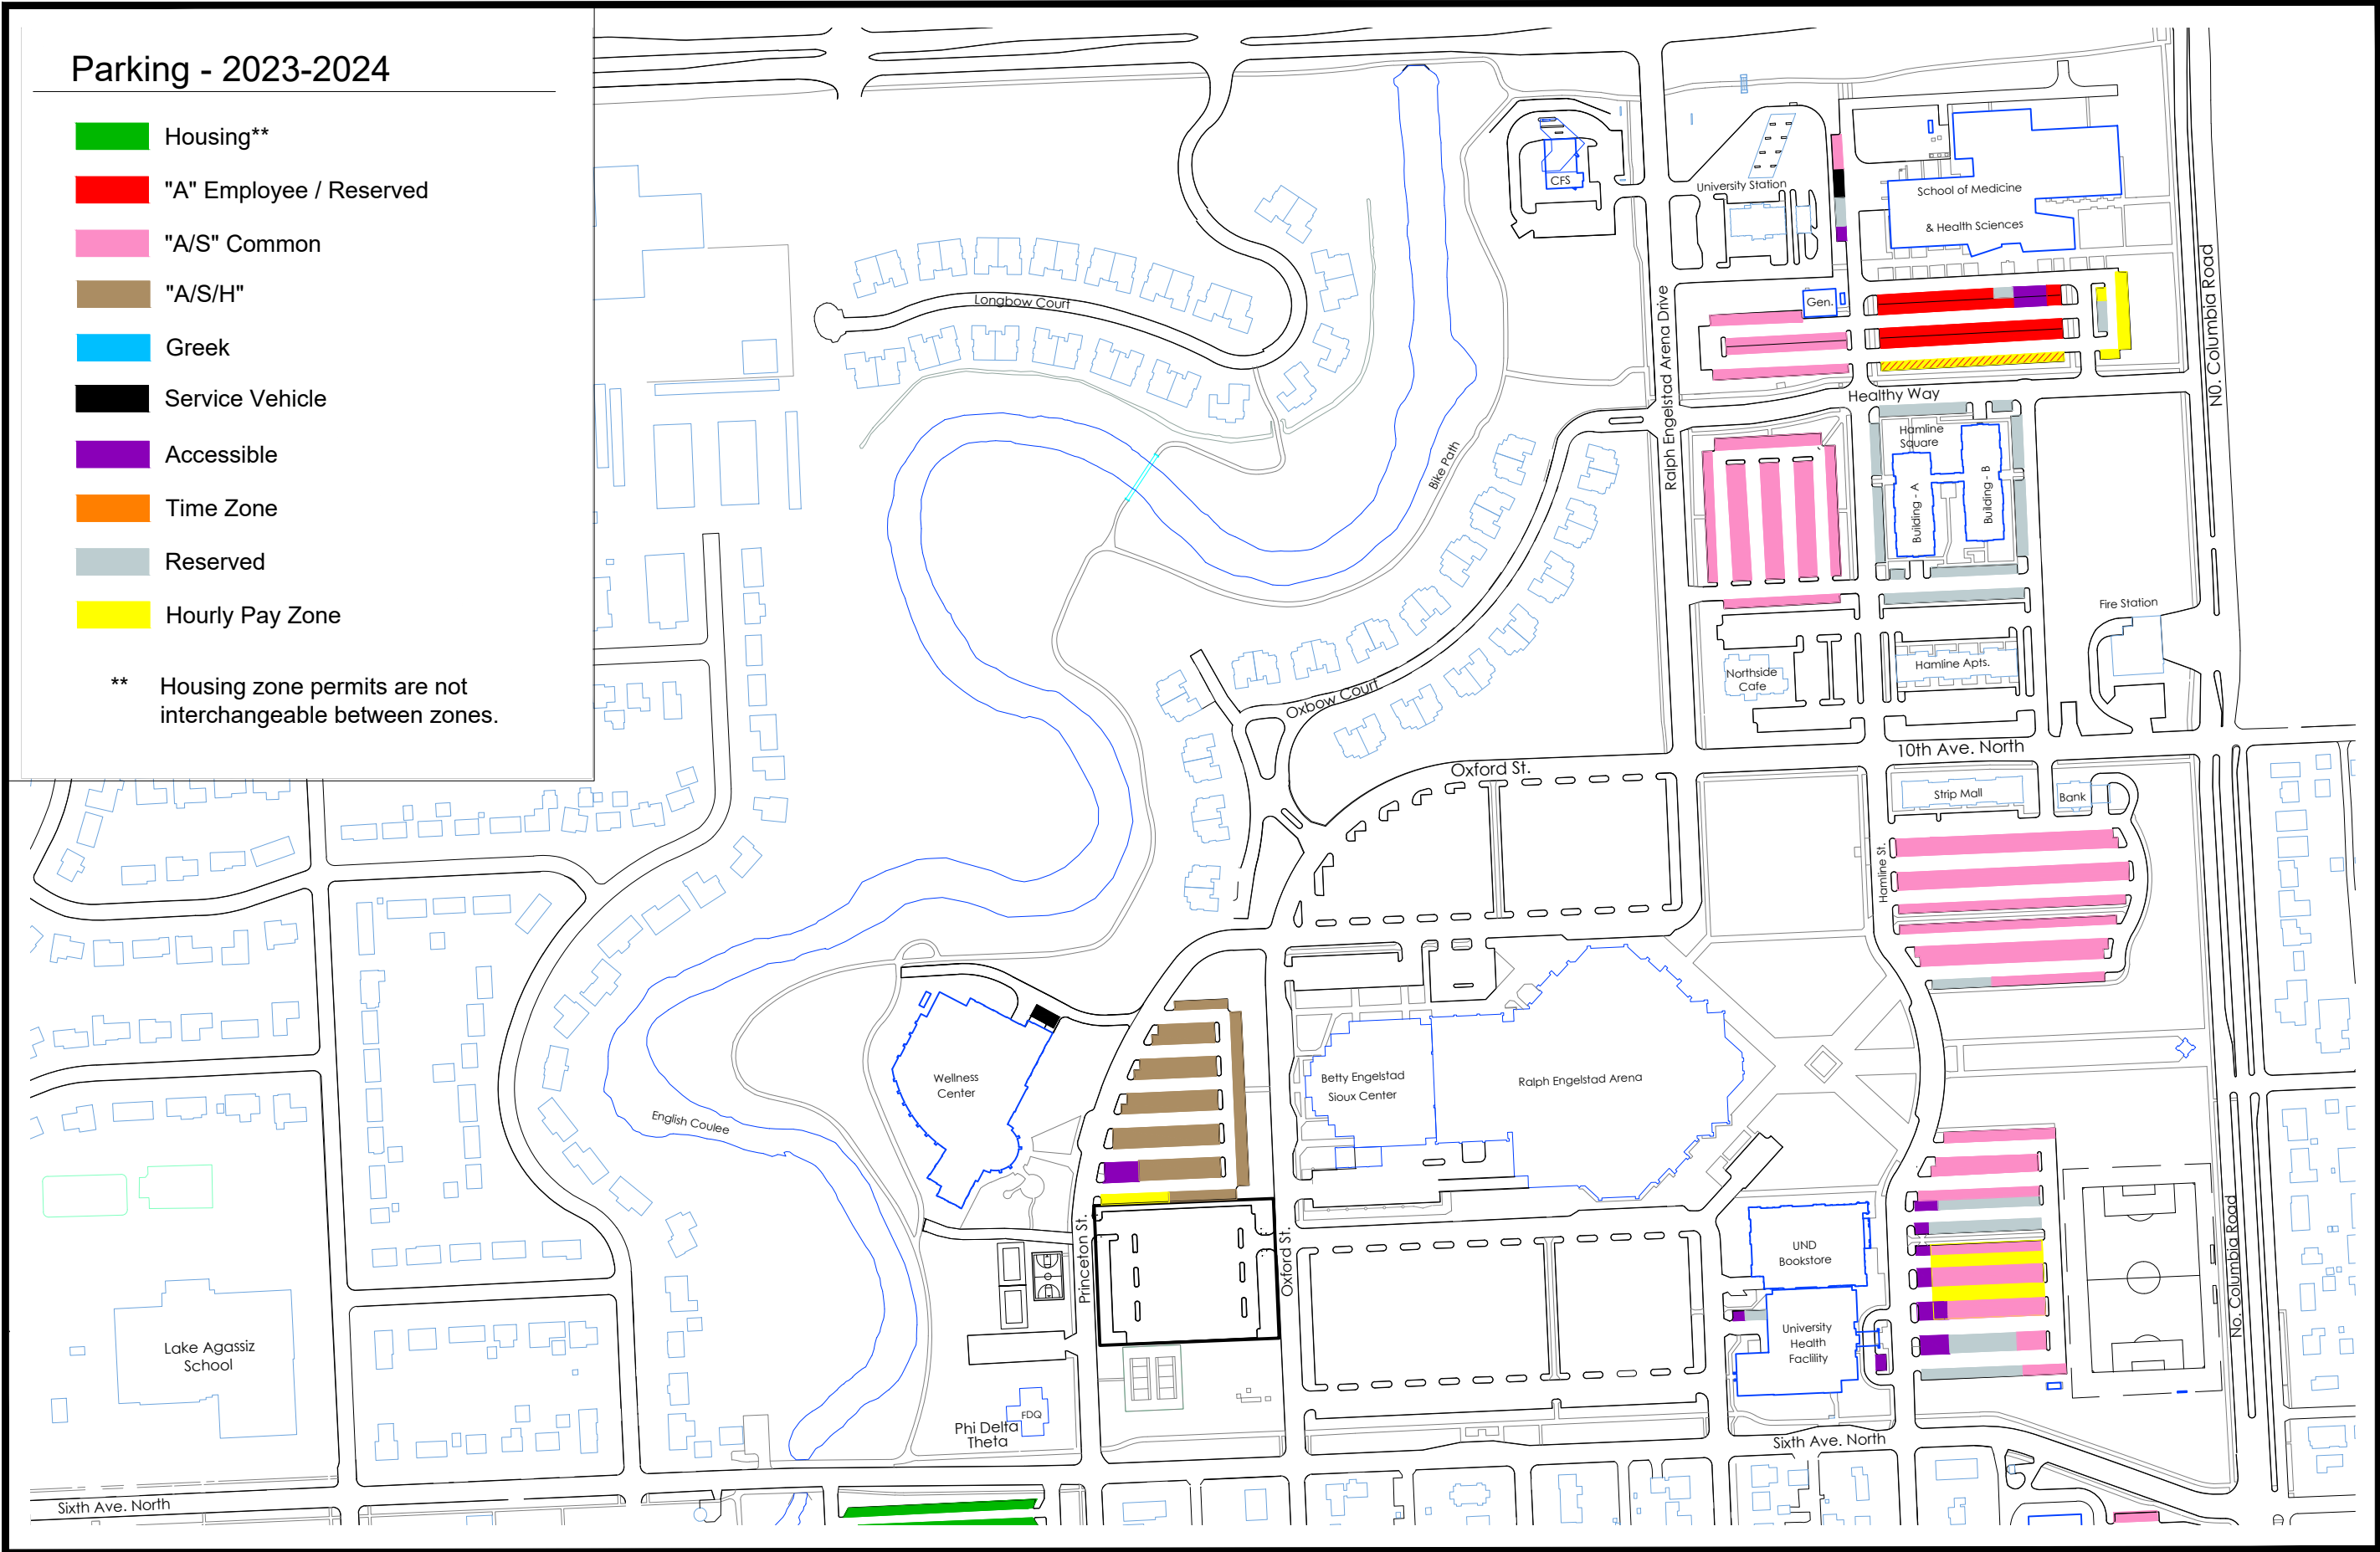 Parking - 2023-2024
Housing**
"A" Employee / Reserved
"A/S" Common
"A/S/H"
Greek
Service Vehicle
Accessible
Time Zone
Reserved
Hourly Pay Zone
** Housing zone permits are not
interchangeable between zones.
CFS
University Station
School of Medicine
& Health Sciences
Gen.
Longbow Court
Ralph Engelstad Arena Drive
NO. Columbia Road
Healthy Way
Hamline
Square
Building - A
Building - B
Bike Path
Fire Station
Northside
Cafe
Hamline Apts.
Oxbow Court
10th Ave. North
Oxford St.
Strip Mall
Bank
Hamline St.
Wellness
Center
Betty Engelstad
Sioux Center
Ralph Engelstad Arena
English Coulee
Princeton St.
Oxford St.
UND
Bookstore
No. Columbia Road
University
Health
Faclility
Lake Agassiz
School
FDQ
Phi Delta
Theta
Sixth Ave. North
Sixth Ave. North